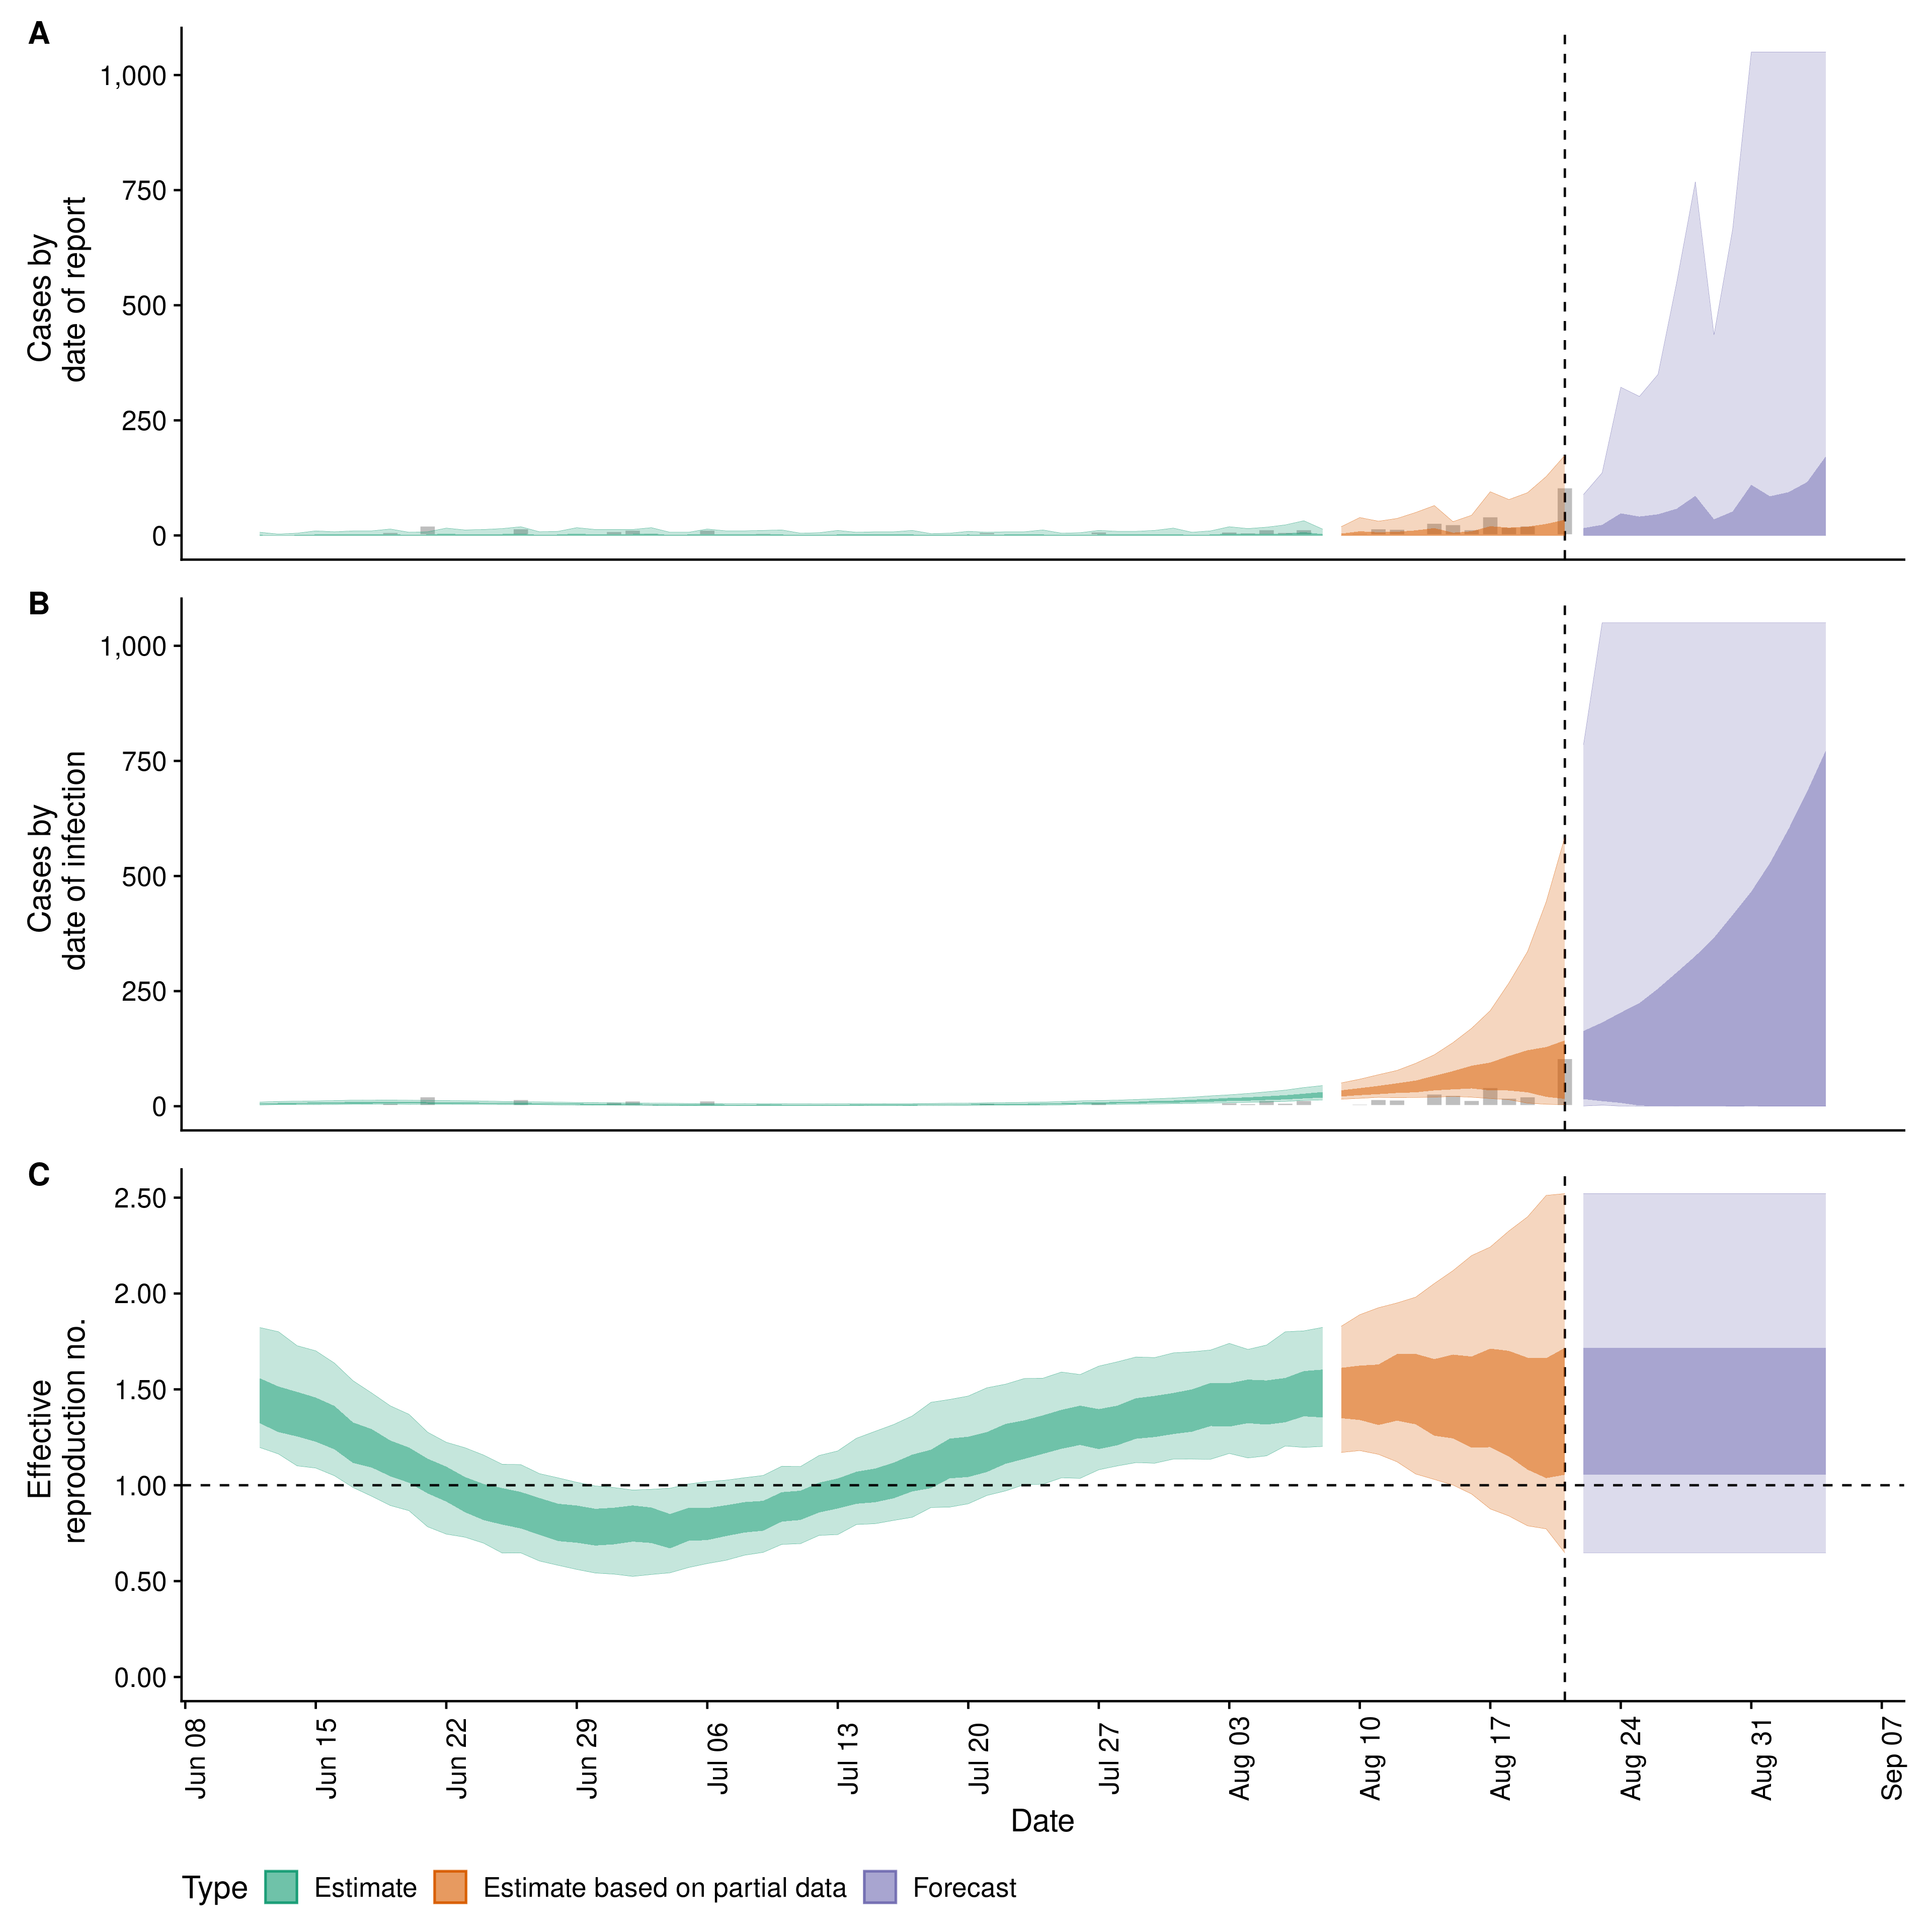 A
1,000
750
500
250
0
Cases by
date of report
B
1,000
750
500
250
0
Cases by
date of infection
C
2.50
2.00
1.50
1.00
0.50
0.00
Effective
reproduction no.
Jun 08
Jun 15
Jun 22
Jun 29
Jul 06
Jul 13
Jul 20
Jul 27
Aug 03
Aug 10
Aug 17
Aug 24
Aug 31
Sep 07
Date
Type Estimate Estimate based on partial data Forecast